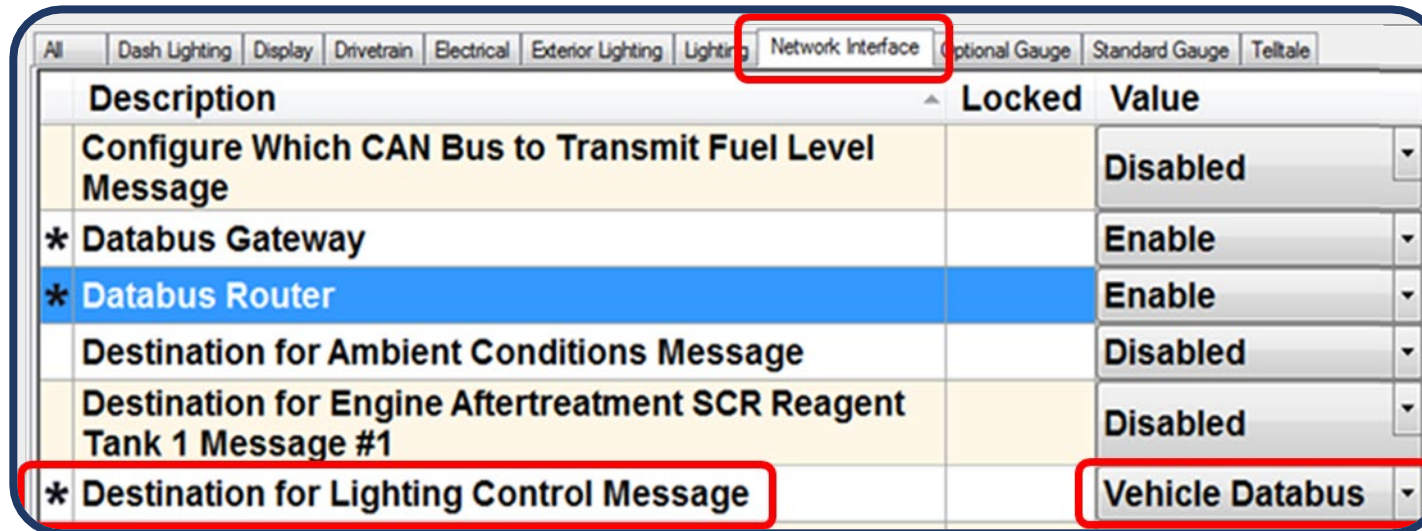 All Dash Lighting Display Drivetrain Electrical Exterior Lighting Lighting Network Interface Optional Gauge Standard Gauge Telltale
Description Locked Value
Configure Which CAN Bus to Transmit Fuel Level
Message
Disabled
* Databus Gateway Enable
* Databus Router Enable
Destination for Ambient Conditions Message Disabled
Destination for Engine Aftertreatment SCR Reagent
Tank 1 Message #1
Disabled
* Destination for Lighting Control Message Vehicle Databus